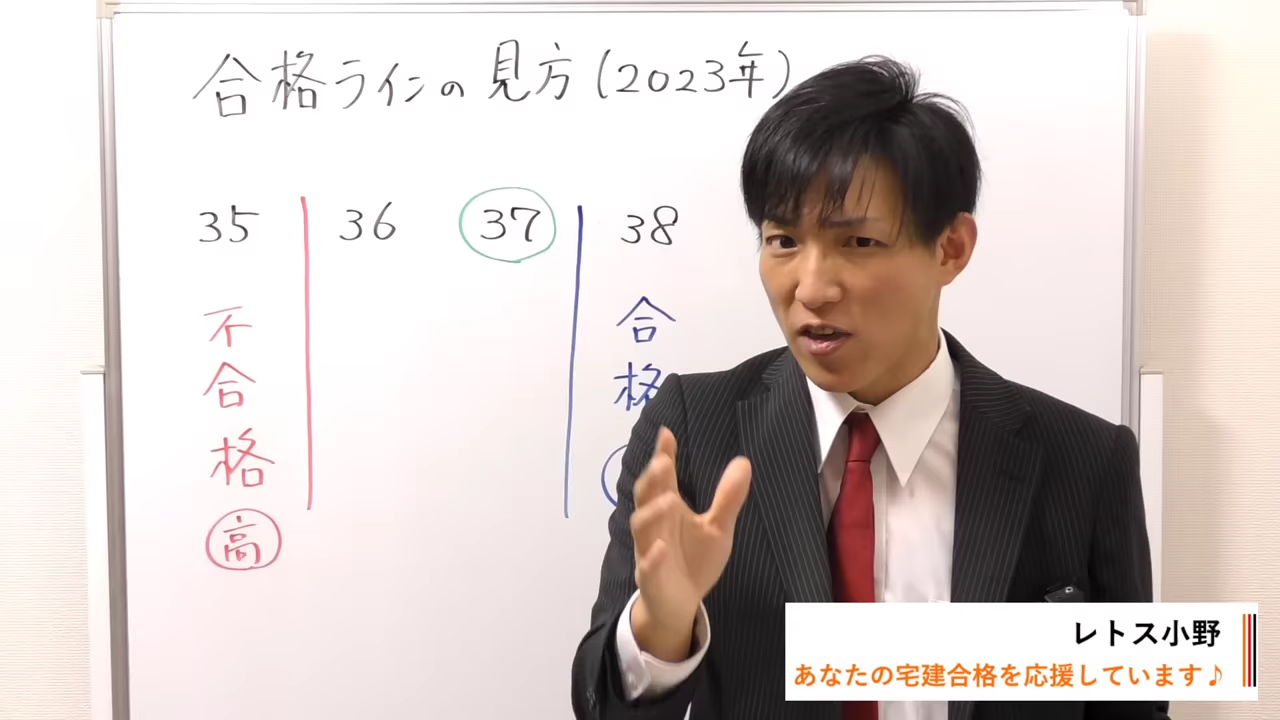 合格ラインの見方(2023年)
35 36 37 38
不合格
高
合格
レトス小野
あなたの宅建合格を応援しています♪